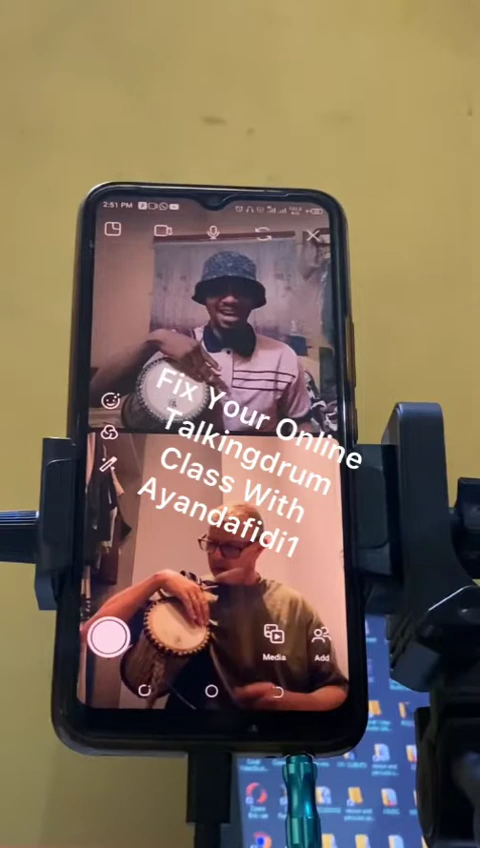 2:51 PM
Fix Your Online
Talkingdrum
Class With
Ayandafidi1
Media
Add